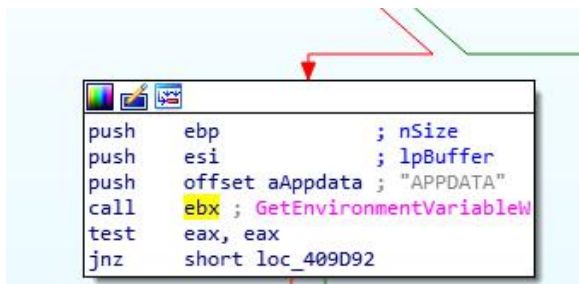 push ebp ; nSize
push esi ; lpBuffer
push offset aAppdata ; "APPDATA"
call ebx ; GetEnvironmentVariableW
test eax, eax
jnz short loc_409D92